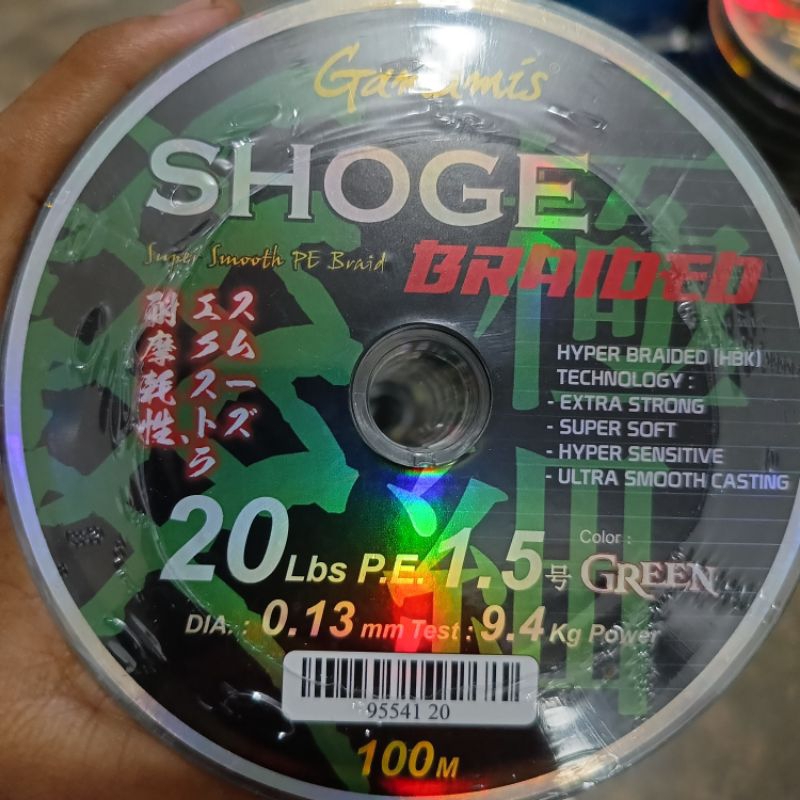 Gamamis®
SHOGE
Super Smooth PE Braid
BRAIDED
スムーズ
エクストラ
耐摩耗性、
HYPER BRAIDED [HBK]
TECHNOLOGY :
- EXTRA STRONG
- SUPER SOFT
- HYPER SENSITIVE
- ULTRA SMOOTH CASTING
20 Lbs P.E. 1.5号
Color :
GREEN
DIA. : 0.13 mm Test : 9.4 Kg Power
95541 20
100M